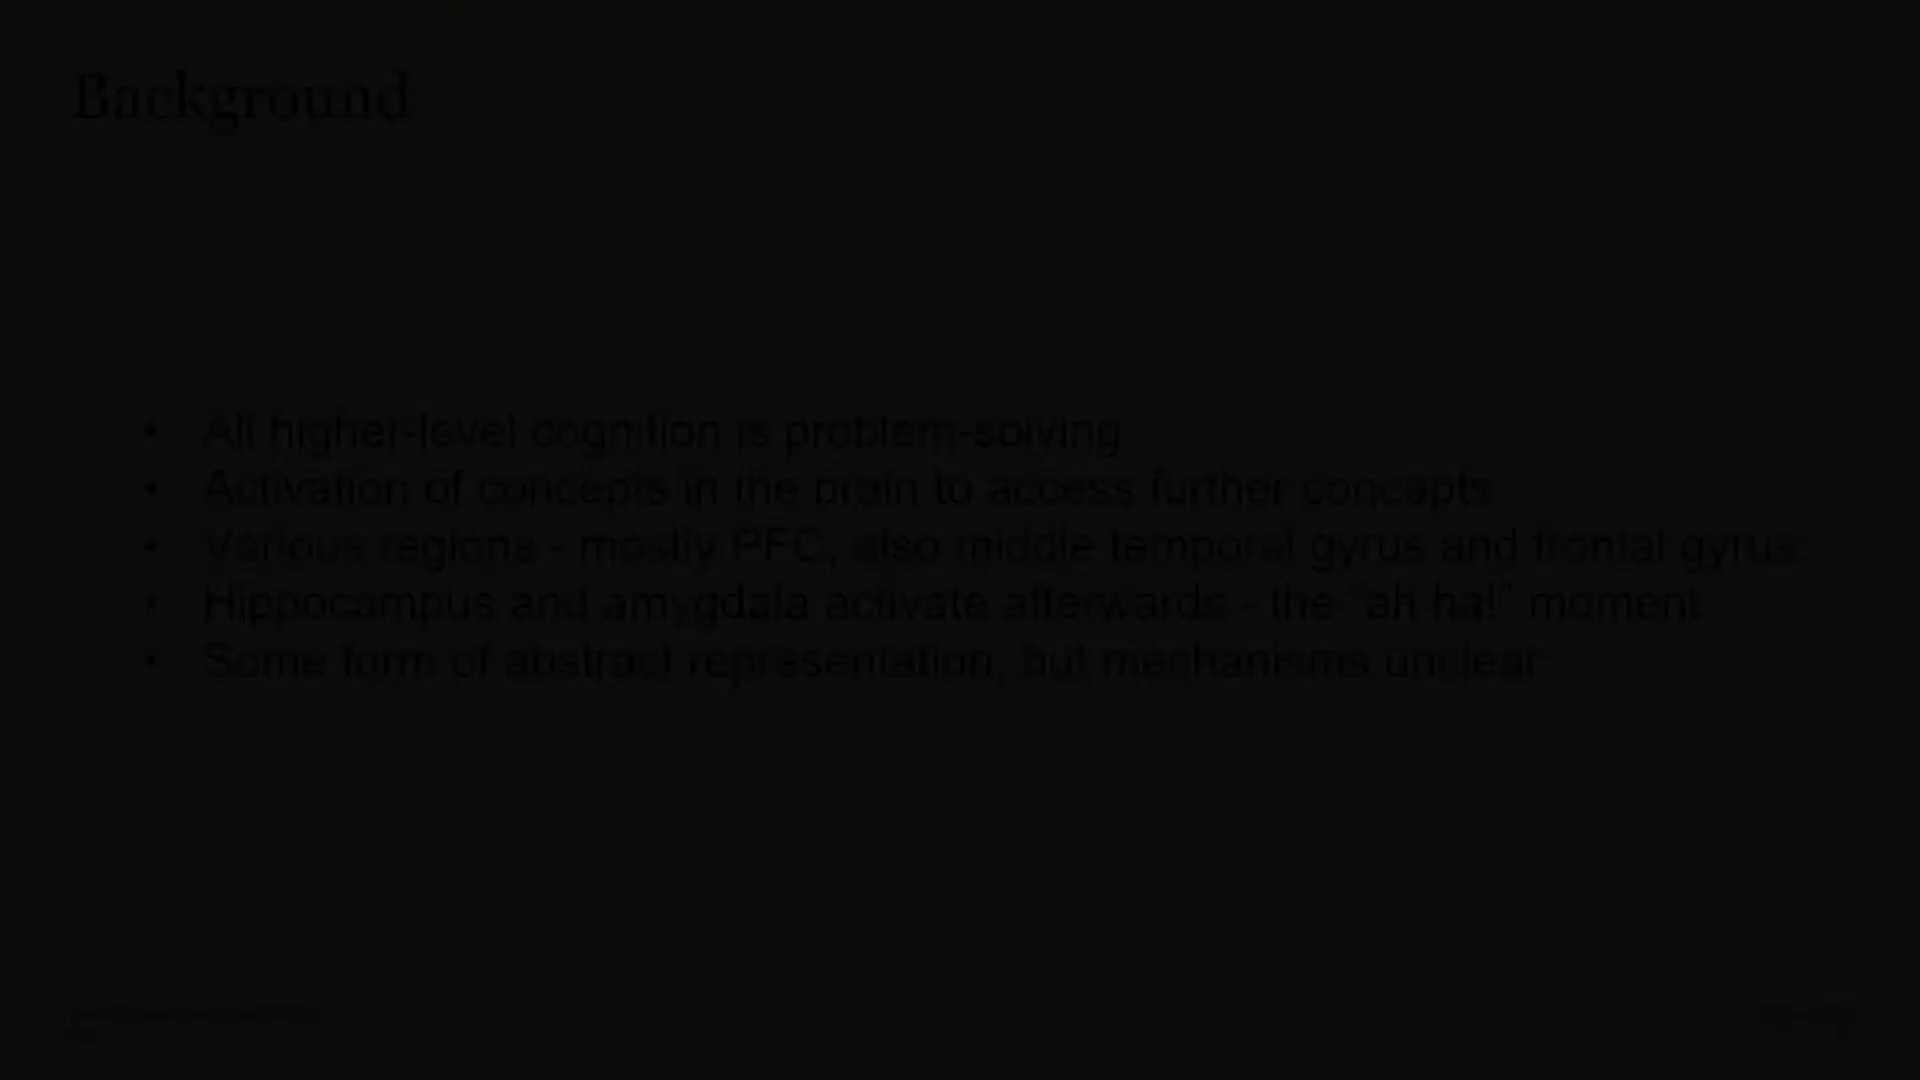 Background
• All higher-level cognition is problem-solving
• Activation of concepts in the brain to access further concepts
• Various regions - mostly PFC, also middle temporal gyrus and frontal gyrus.
• Hippocampus and amygdala activate afterwards - the “ah ha!” moment
• Some form of abstract representation, but mechanisms unclear